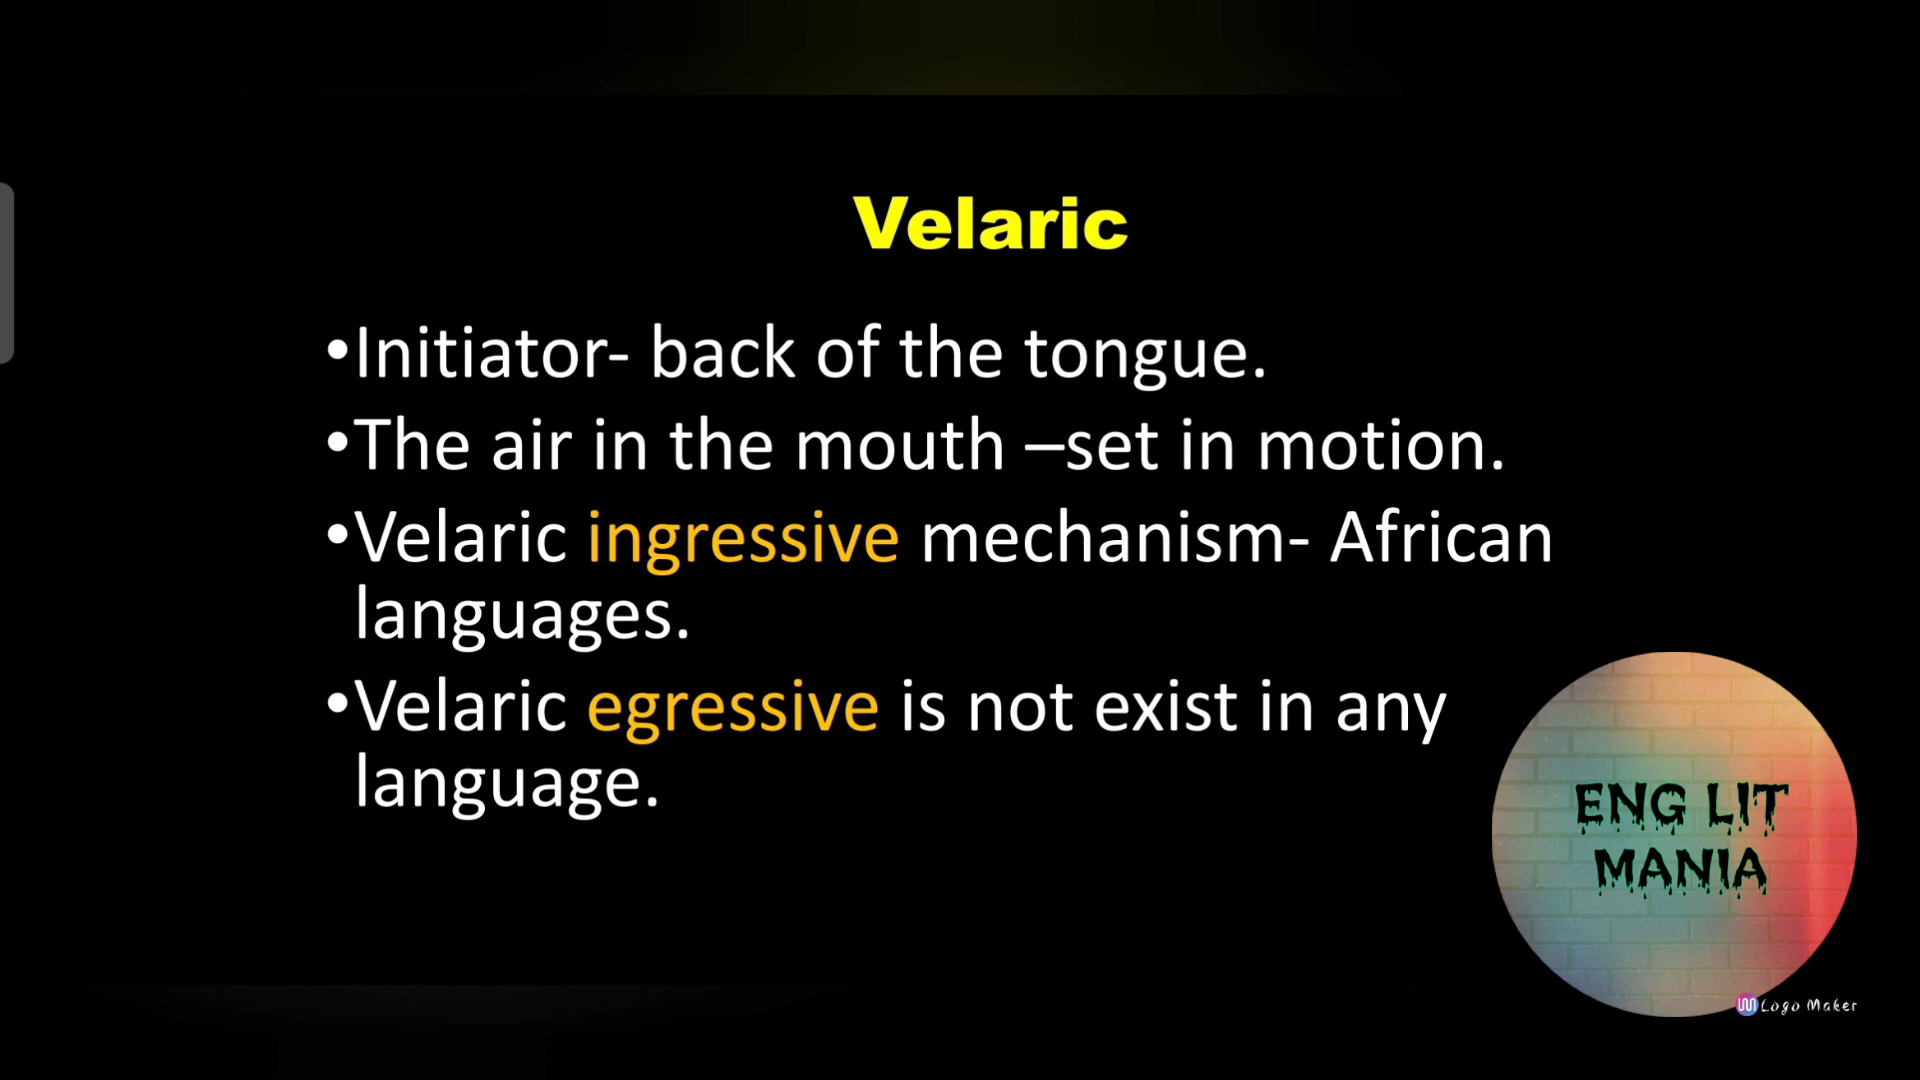 Velaric
•Initiator- back of the tongue.
•The air in the mouth –set in motion.
•Velaric ingressive mechanism- African
languages.
•Velaric egressive is not exist in any
language.
ENG LIT
MANIA
Logo Maker